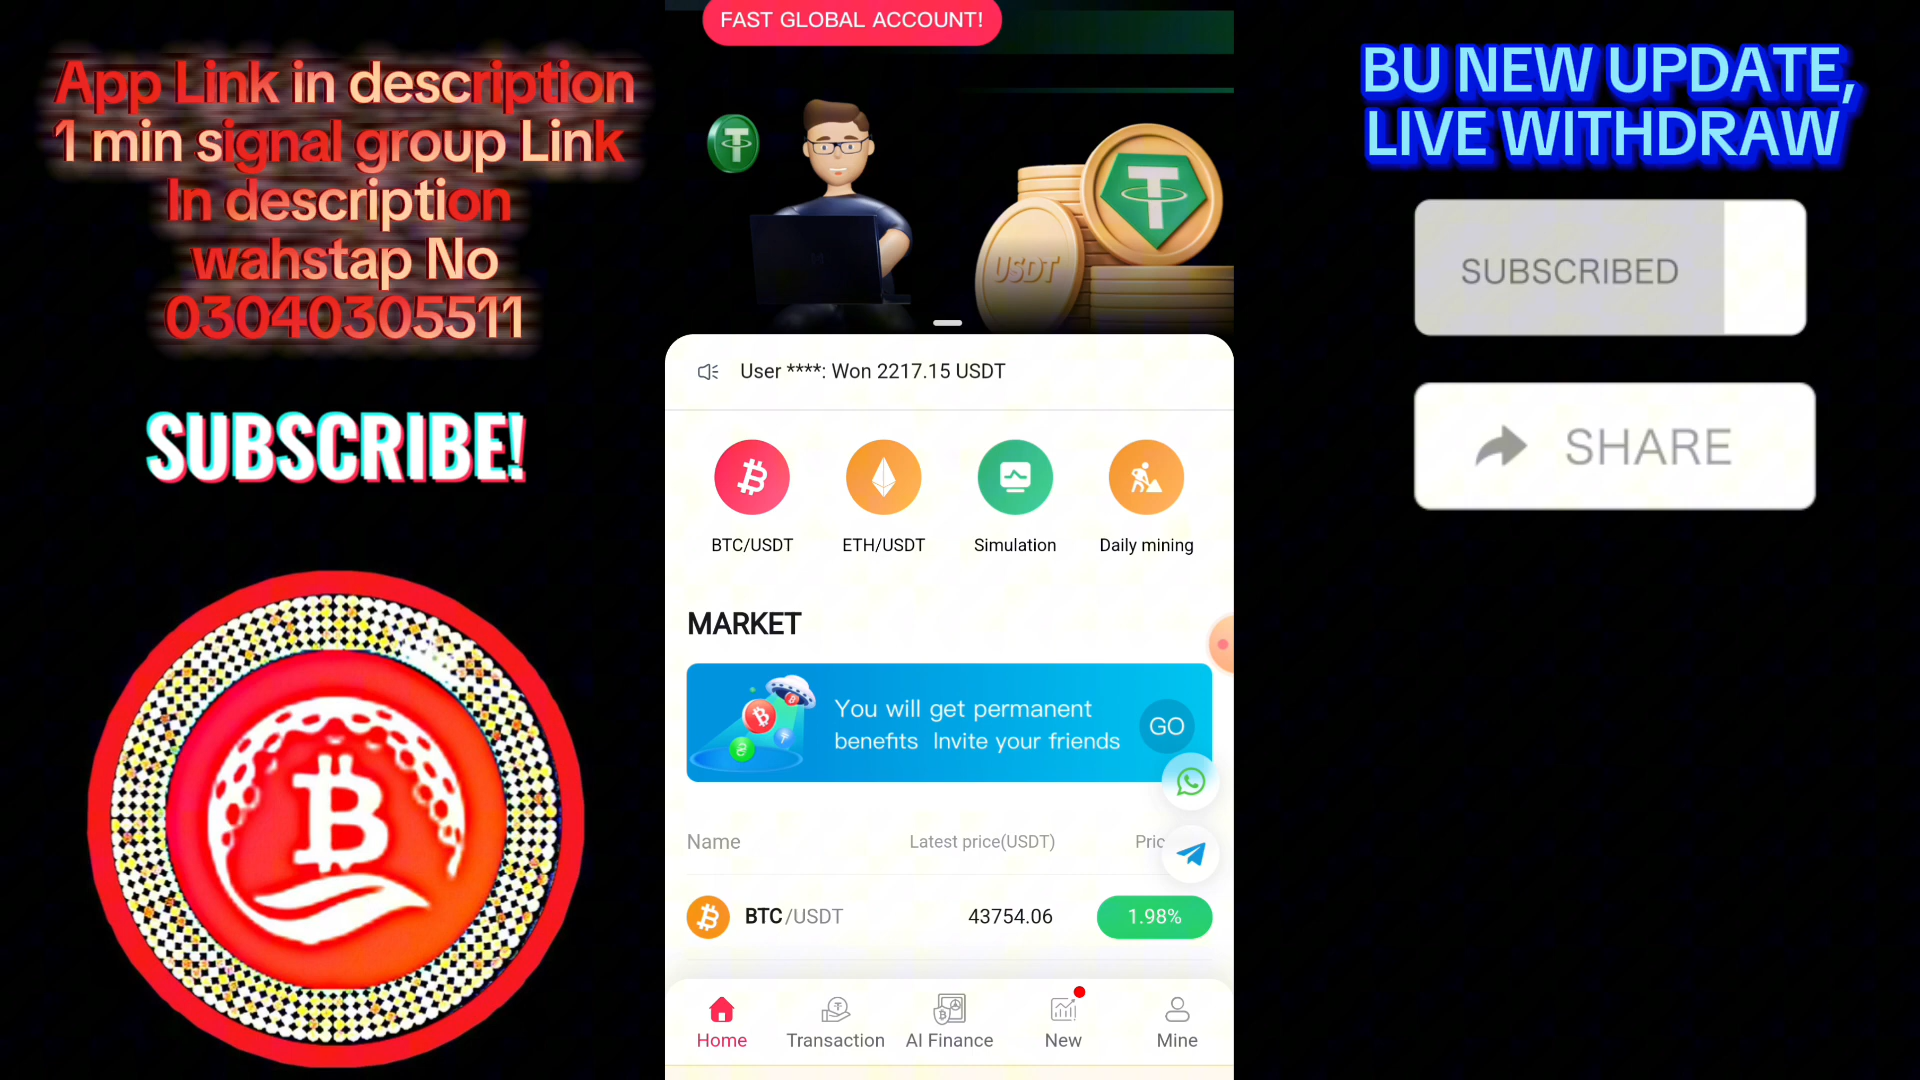 App Link in description
1 min signal group Link
In description
wahstap No
03040305511
SUBSCRIBE!
FAST GLOBAL ACCOUNT!
USDT
User ****: Won 2217.15 USDT
BTC/USDT
ETH/USDT
Simulation
Daily mining
MARKET
You will get permanent
benefits Invite your friends
GO
Name
Latest price(USDT)
Pric
BTC/USDT
43754.06
1.98%
Home
Transaction
AI Finance
New
Mine
BU NEW UPDATE,
LIVE WITHDRAW
SUBSCRIBED
SHARE